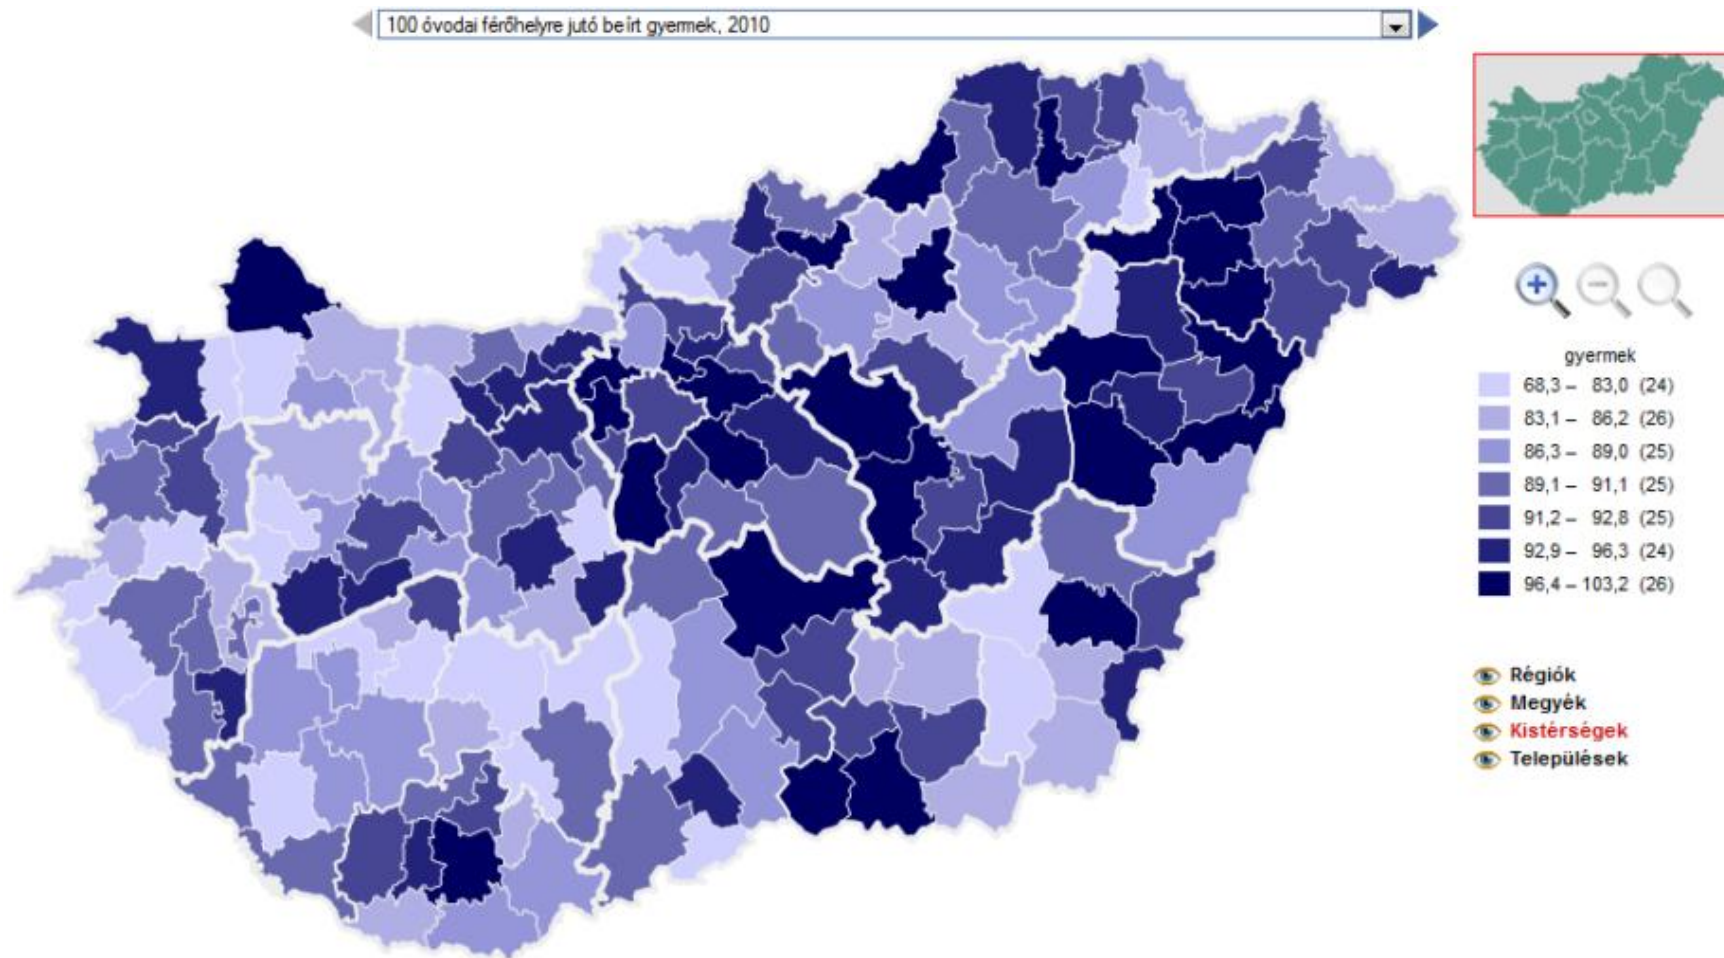 100 óvodai férőhelyre jutó beírt gyermek, 2010
gyermek
68,3 – 83,0 (24)
83,1 – 86,2 (26)
86,3 – 89,0 (25)
89,1 – 91,1 (25)
91,2 – 92,8 (25)
92,9 – 96,3 (24)
96,4 – 103,2 (26)
Régiók
Megyék
Kistérségek
Települések